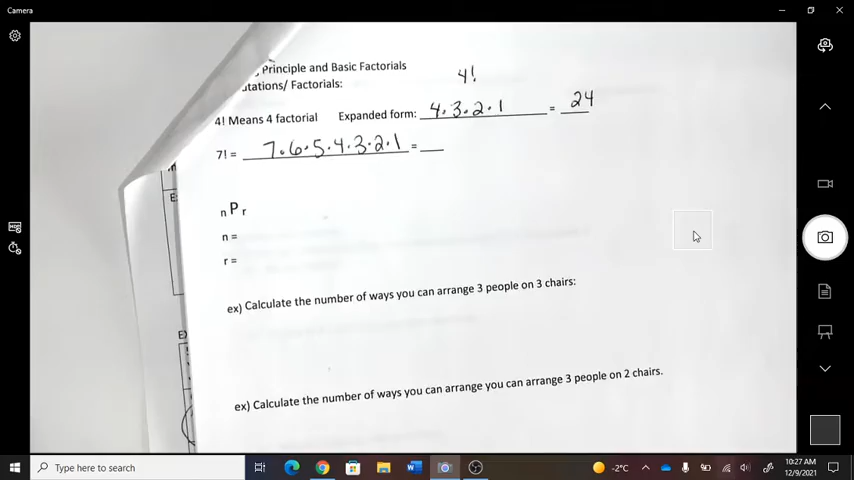 Camera
Principle and Basic Factorials
tations/ Factorials:
4!
4! Means 4 factorial Expanded form: 4·3·2·1 = 24
7! = 7·6·5·4·3·2·1 = __
nPr
n =
r =
ex) Calculate the number of ways you can arrange 3 people on 3 chairs:
ex) Calculate the number of ways you can arrange you can arrange 3 people on 2 chairs.
Type here to search
-2°C
10:27 AM
12/9/2021